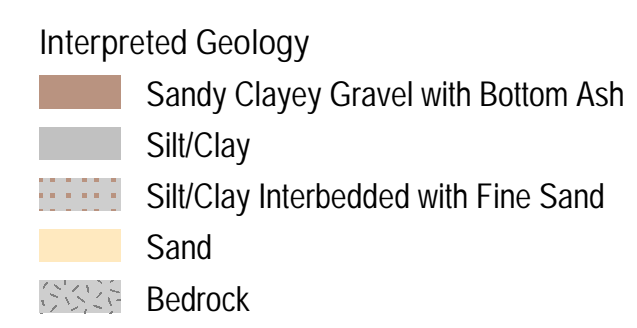 Interpreted Geology
Sandy Clayey Gravel with Bottom Ash
Silt/Clay
Silt/Clay Interbedded with Fine Sand
Sand
Bedrock